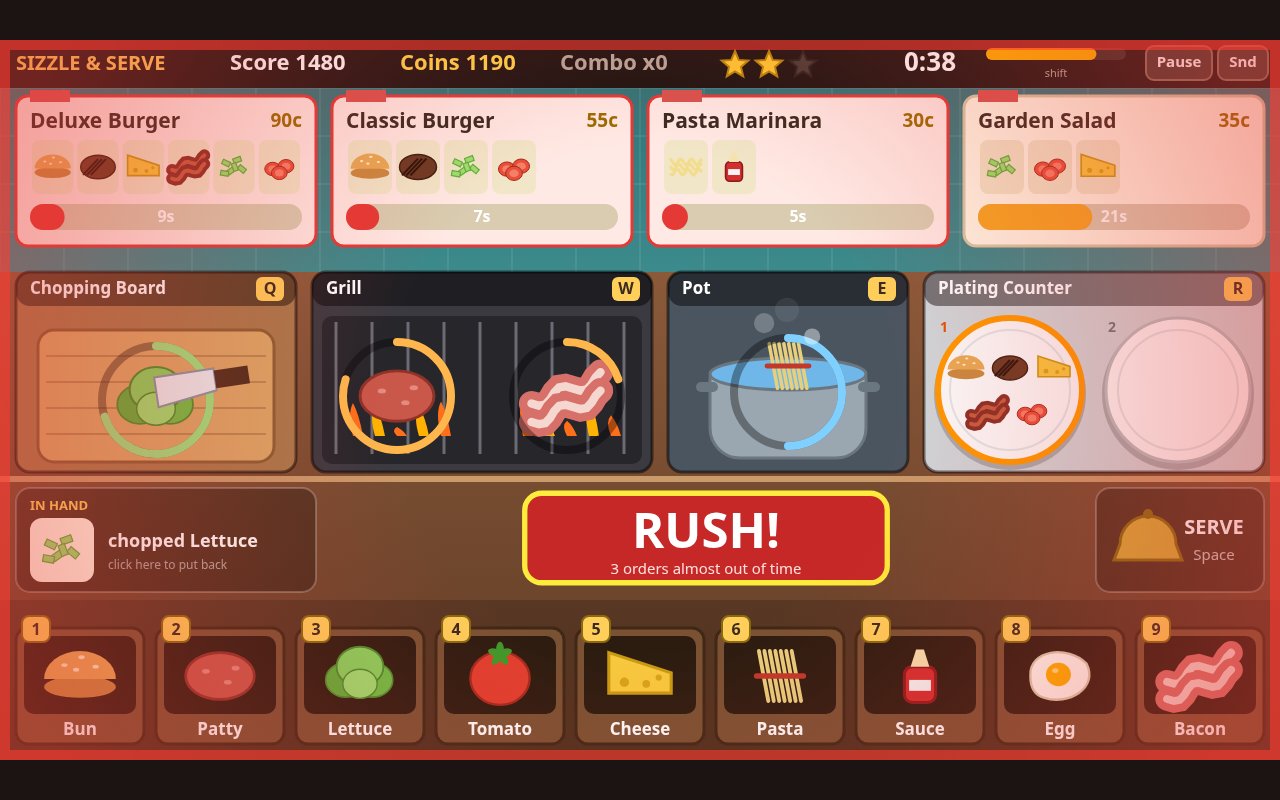 SIZZLE & SERVE
Score 1480
Coins 1190
Combo x0
0:38
shift
Pause
Snd
Deluxe Burger
90c
9s
Classic Burger
55c
7s
Pasta Marinara
30c
5s
Garden Salad
35c
21s
Chopping Board
Q
Grill
W
Pot
E
Plating Counter
R
1
2
IN HAND
chopped Lettuce
click here to put back
RUSH!
3 orders almost out of time
SERVE
Space
1
Bun
2
Patty
3
Lettuce
4
Tomato
5
Cheese
6
Pasta
7
Sauce
8
Egg
9
Bacon